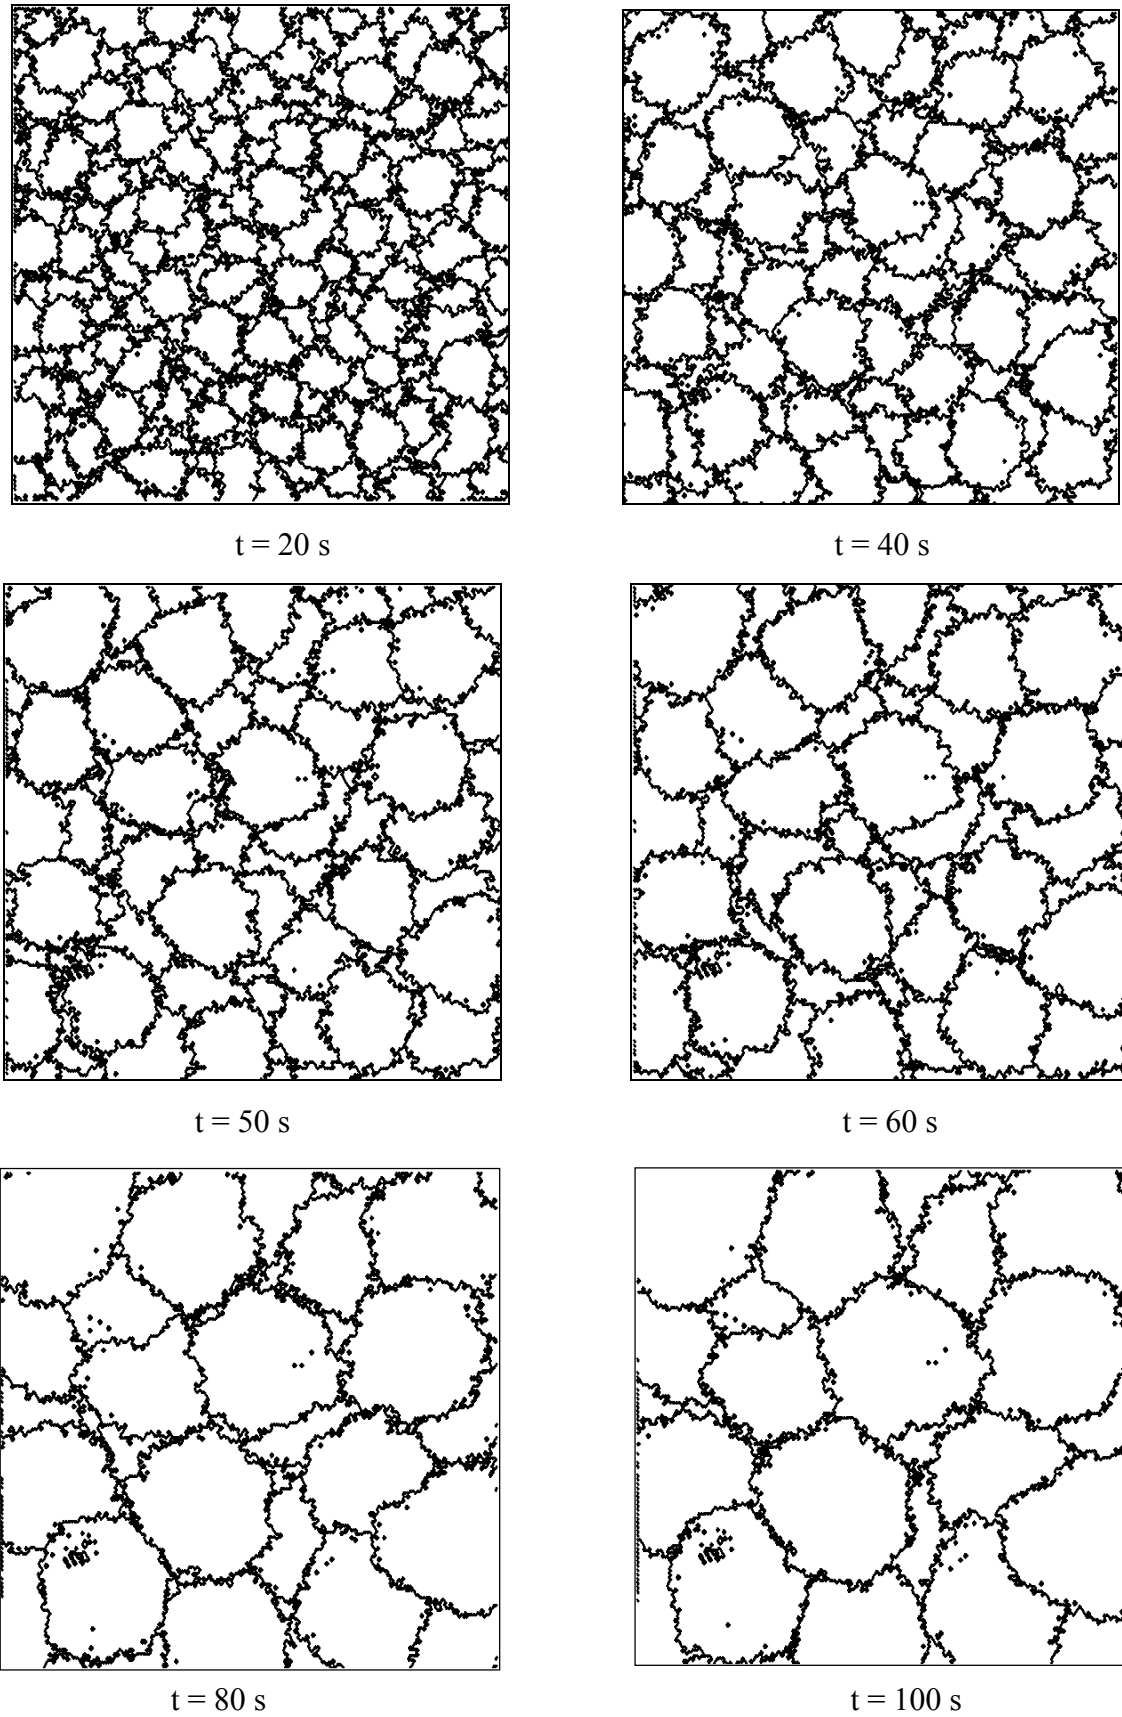 t = 20 s
t = 40 s
t = 50 s
t = 60 s
t = 80 s
t = 100 s